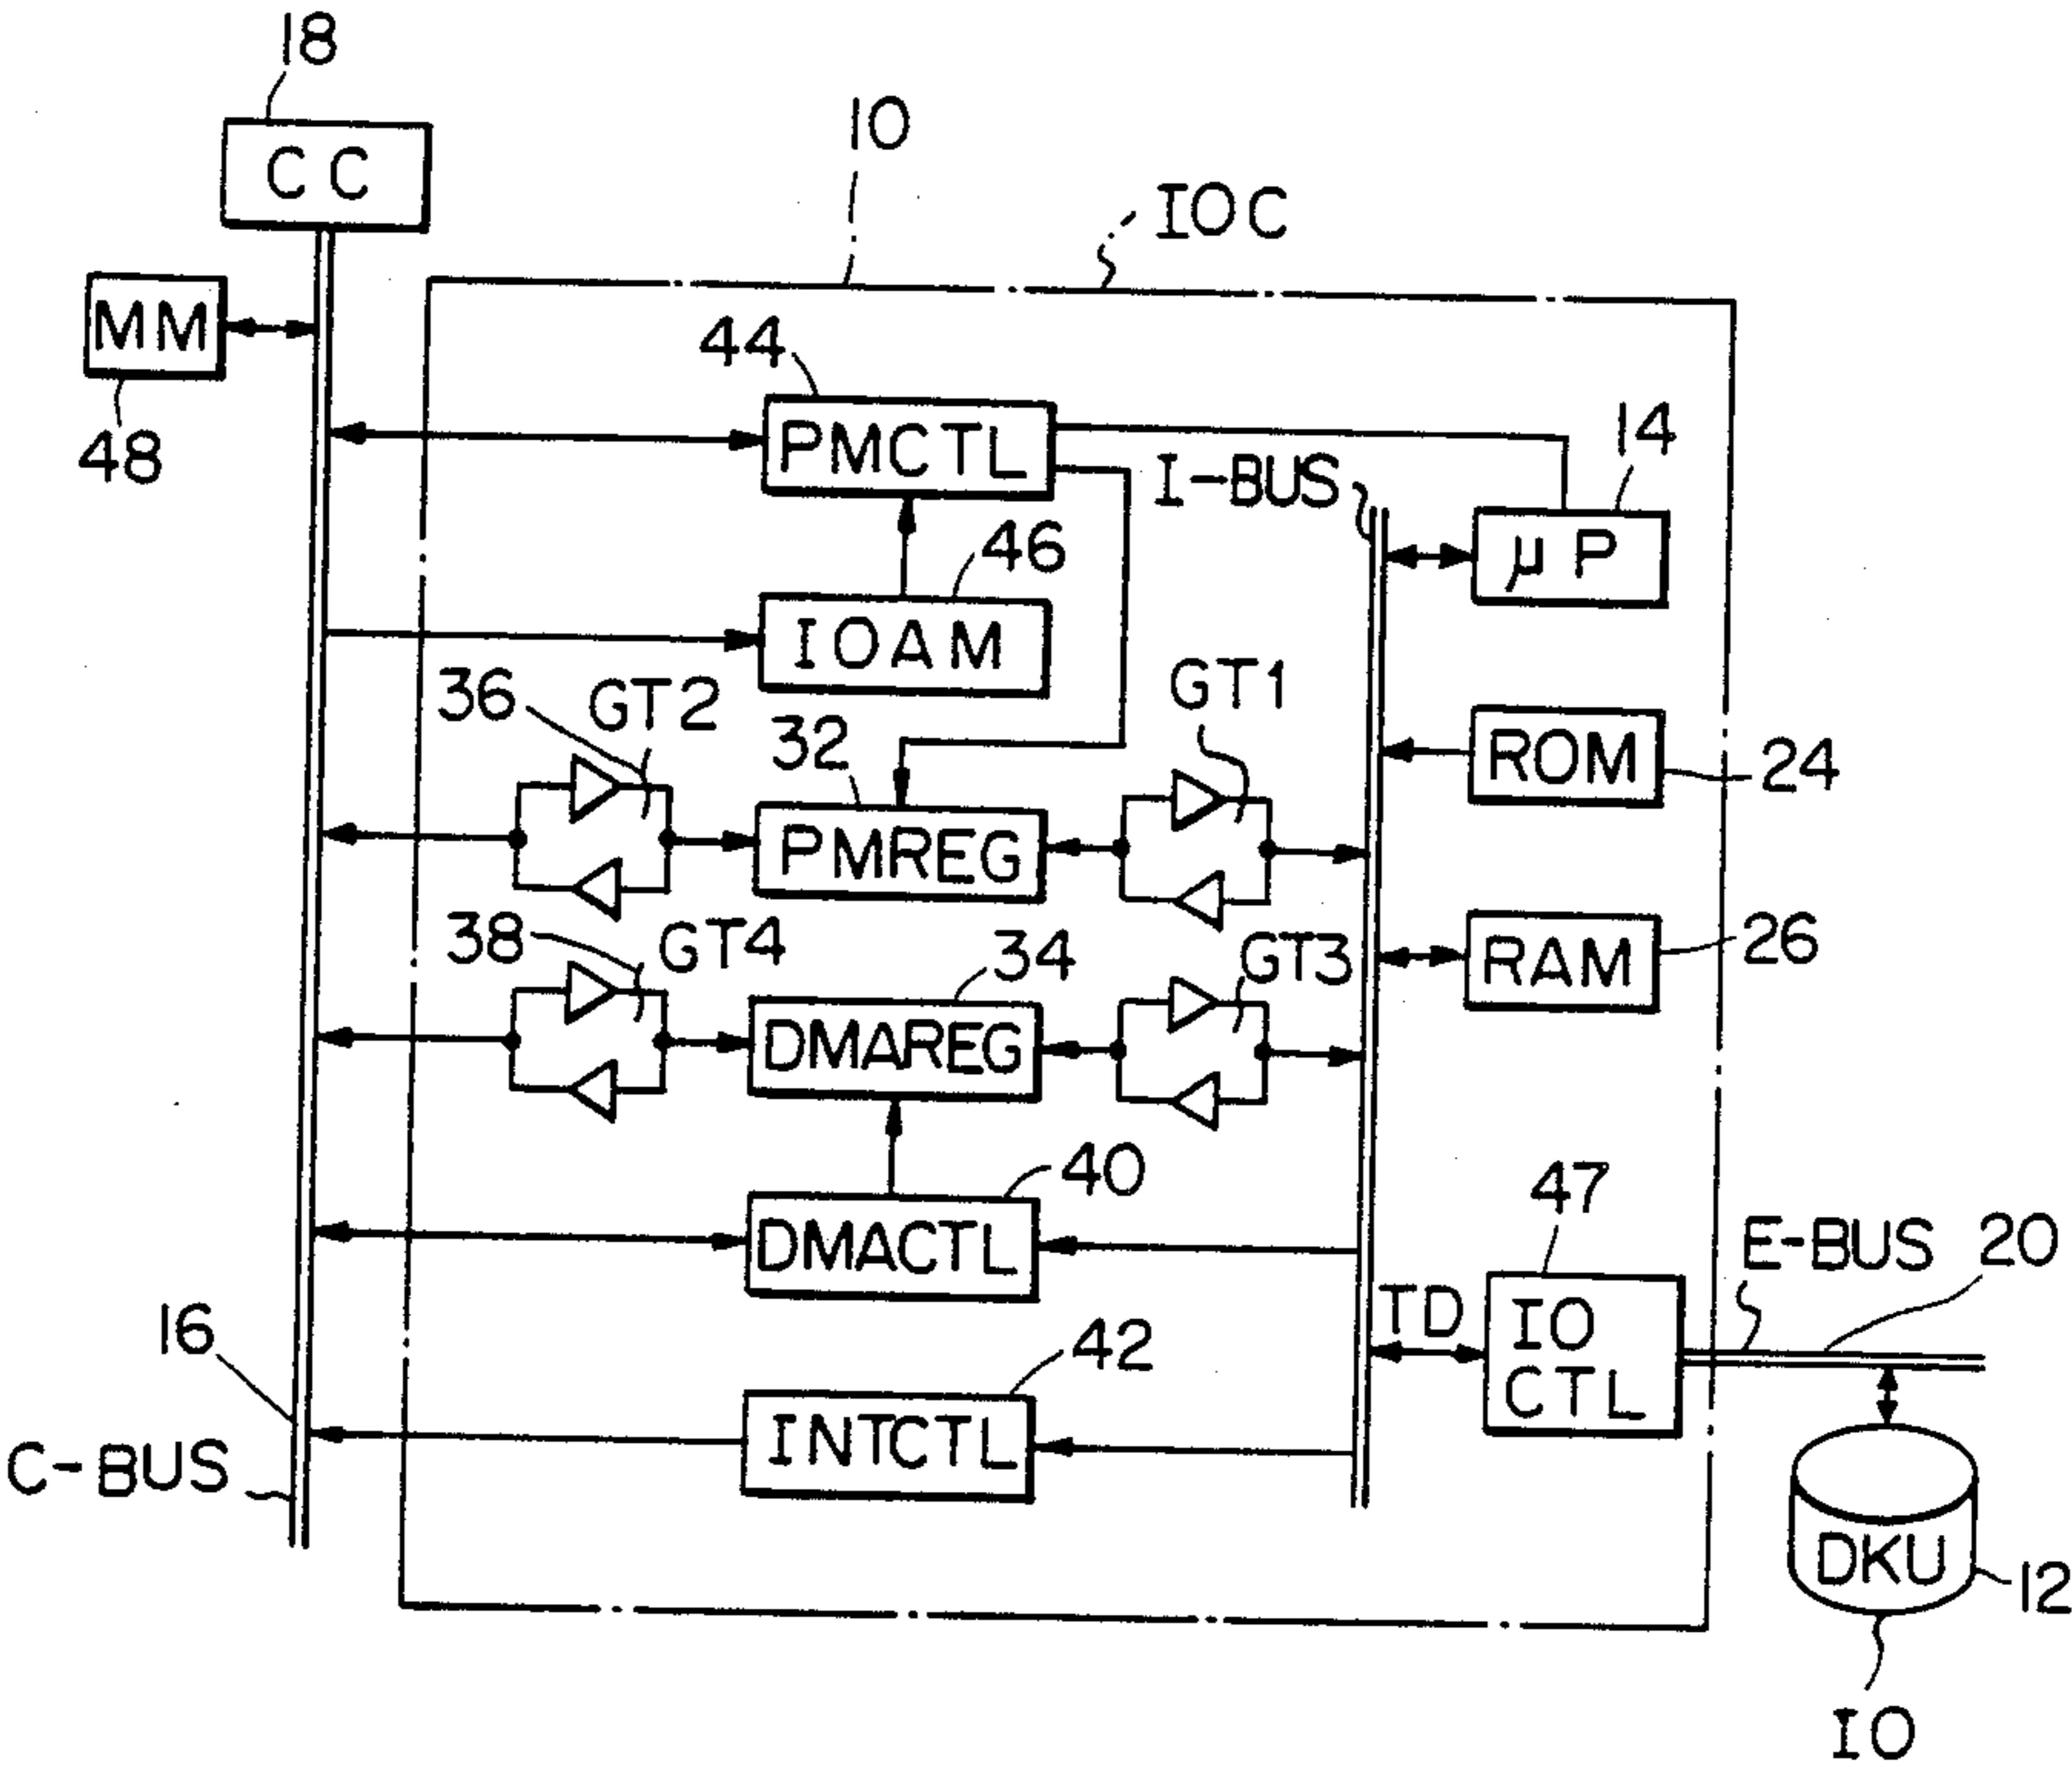 18
CC
10
IOC
MM
48
44
PMCTL
I-BUS
14
μP
46
IOAM
36
GT2
32
GT1
PMREG
ROM
24
38
GT4
34
GT3
DMAREG
RAM
26
40
DMACTL
47
E-BUS
20
TD
IO
CTL
16
42
INTCTL
C-BUS
DKU
12
IO